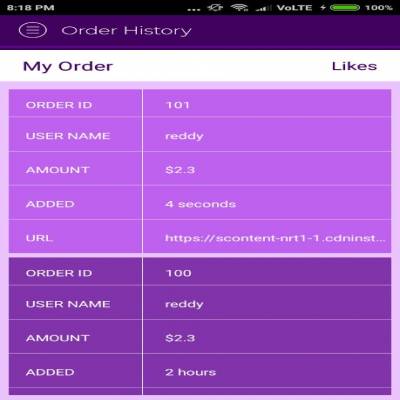 8:18 PM ... VoLTE 100%
Order History
My Order Likes
ORDER ID 101
USER NAME reddy
AMOUNT $2.3
ADDED 4 seconds
URL https://scontent-nrt1-1.cdninst...
ORDER ID 100
USER NAME reddy
AMOUNT $2.3
ADDED 2 hours